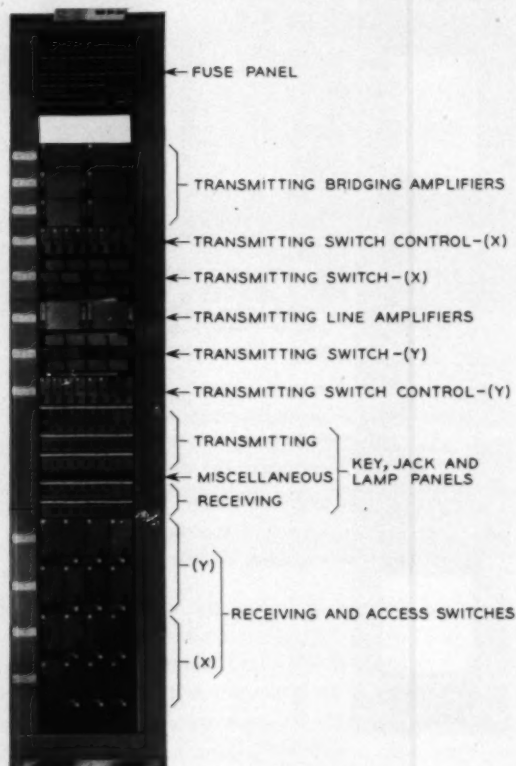 FUSE PANEL
TRANSMITTING BRIDGING AMPLIFIERS
TRANSMITTING SWITCH CONTROL-(X)
TRANSMITTING SWITCH-(X)
TRANSMITTING LINE AMPLIFIERS
TRANSMITTING SWITCH-(Y)
TRANSMITTING SWITCH CONTROL-(Y)
TRANSMITTING
MISCELLANEOUS
RECEIVING
KEY, JACK AND
LAMP PANELS
(Y)
(X)
RECEIVING AND ACCESS SWITCHES